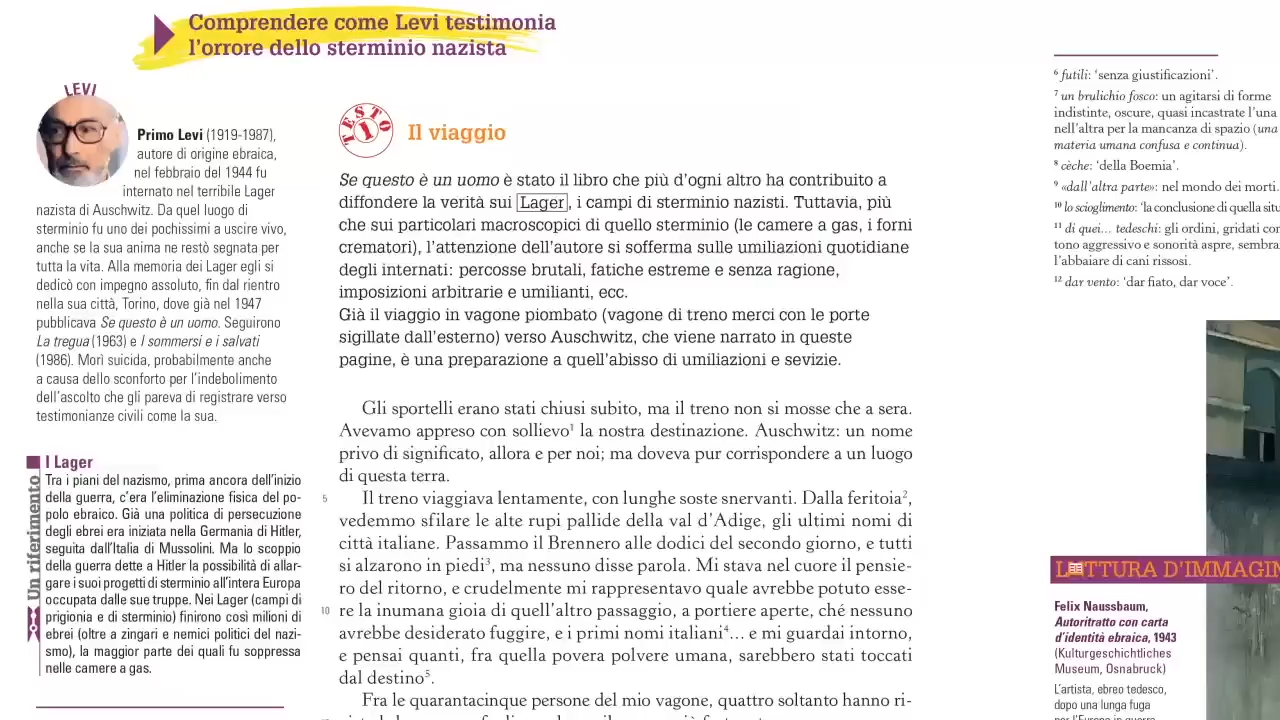 Comprendere come Levi testimonia
l'orrore dello sterminio nazista
LEVI
Primo Levi (1919-1987),
autore di origine ebraica,
nel febbraio del 1944 fu
internato nel terribile Lager
nazista di Auschwitz. Da quel luogo di
sterminio fu uno dei pochissimi a uscire vivo,
anche se la sua anima ne restò segnata per
tutta la vita. Alla memoria dei Lager egli si
dedicò con impegno assoluto, fin dal rientro
nella sua città, Torino, dove già nel 1947
pubblicava Se questo è un uomo. Seguirono
La tregua (1963) e I sommersi e i salvati
(1986). Morì suicida, probabilmente anche
a causa dello sconforto per l'indebolimento
dell'ascolto che gli pareva di registrare verso
testimonianze civili come la sua.
Un riferimento
I Lager
Tra i piani del nazismo, prima ancora dell'inizio
della guerra, c'era l'eliminazione fisica del po-
polo ebraico. Già una politica di persecuzione
degli ebrei era iniziata nella Germania di Hitler,
seguita dall'Italia di Mussolini. Ma lo scoppio
della guerra dette a Hitler la possibilità di allar-
gare i suoi progetti di sterminio all'intera Europa
occupata dalle sue truppe. Nei Lager (campi di
prigionia e di sterminio) finirono così milioni di
ebrei (oltre a zingari e nemici politici del nazi-
smo), la maggior parte dei quali fu soppressa
nelle camere a gas.
TESTO 1
Il viaggio
Se questo è un uomo è stato il libro che più d'ogni altro ha contribuito a
diffondere la verità sui Lager, i campi di sterminio nazisti. Tuttavia, più
che sui particolari macroscopici di quello sterminio (le camere a gas, i forni
crematori), l'attenzione dell'autore si sofferma sulle umiliazioni quotidiane
degli internati: percosse brutali, fatiche estreme e senza ragione,
imposizioni arbitrarie e umilianti, ecc.
Già il viaggio in vagone piombato (vagone di treno merci con le porte
sigillate dall'esterno) verso Auschwitz, che viene narrato in queste
pagine, è una preparazione a quell'abisso di umiliazioni e sevizie.
Gli sportelli erano stati chiusi subito, ma il treno non si mosse che a sera.
Avevamo appreso con sollievo¹ la nostra destinazione. Auschwitz: un nome
privo di significato, allora e per noi; ma doveva pur corrispondere a un luogo
di questa terra.
5 Il treno viaggiava lentamente, con lunghe soste snervanti. Dalla feritoia²,
vedemmo sfilare le alte rupi pallide della val d'Adige, gli ultimi nomi di
città italiane. Passammo il Brennero alle dodici del secondo giorno, e tutti
si alzarono in piedi³, ma nessuno disse parola. Mi stava nel cuore il pensie-
ro del ritorno, e crudelmente mi rappresentavo quale avrebbe potuto esse-
10 re la inumana gioia di quell'altro passaggio, a portiere aperte, ché nessuno
avrebbe desiderato fuggire, e i primi nomi italiani⁴... e mi guardai intorno,
e pensai quanti, fra quella povera polvere umana, sarebbero stati toccati
dal destino⁵.
Fra le quarantacinque persone del mio vagone, quattro soltanto hanno ri-
⁶ futili: 'senza giustificazioni'.
⁷ un brulichio fosco: un agitarsi di forme
indistinte, oscure, quasi incastrate l'una
nell'altra per la mancanza di spazio (una
materia umana confusa e continua).
⁸ cèche: 'della Boemia'.
⁹ «dall'altra parte»: nel mondo dei morti.
¹⁰ lo scioglimento: 'la conclusione di quella situ
¹¹ di quei... tedeschi: gli ordini, gridati con
tono aggressivo e sonorità aspre, sembra
l'abbaiare di cani rissosi.
¹² dar vento: 'dar fiato, dar voce'.
LETTURA D'IMMAGIN
Felix Naussbaum,
Autoritratto con carta
d'identità ebraica, 1943
(Kulturgeschichtliches
Museum, Osnabruck)
L'artista, ebreo tedesco,
dopo una lunga fuga
per l'Europa in guerra